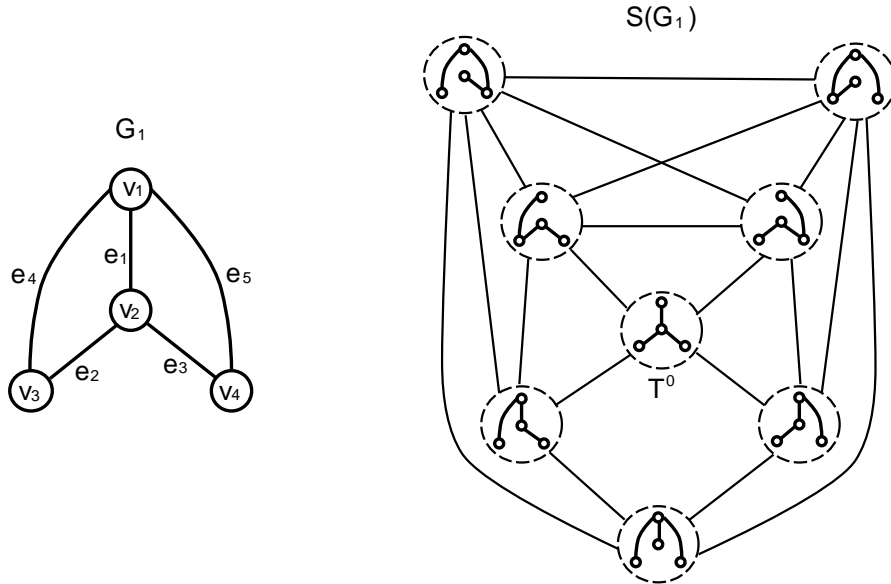 S(G₁)
G₁
v₁
e₄
e₁
e₅
v₂
e₂
e₃
v₃
v₄
T⁰